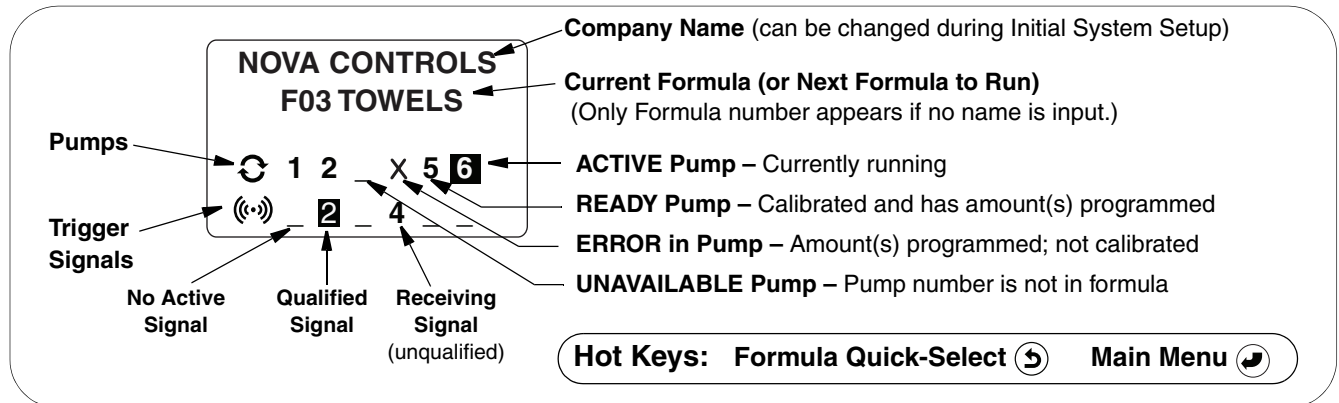 Company Name (can be changed during Initial System Setup)
NOVA CONTROLS
F03 TOWELS
Current Formula (or Next Formula to Run)
(Only Formula number appears if no name is input.)
Pumps
1 2 _ X 5 6
ACTIVE Pump – Currently running
READY Pump – Calibrated and has amount(s) programmed
Trigger
Signals
_ 2 _ 4 _ _
ERROR in Pump – Amount(s) programmed; not calibrated
UNAVAILABLE Pump – Pump number is not in formula
No Active
Signal
Qualified
Signal
Receiving
Signal
(unqualified)
Hot Keys: Formula Quick-Select Main Menu